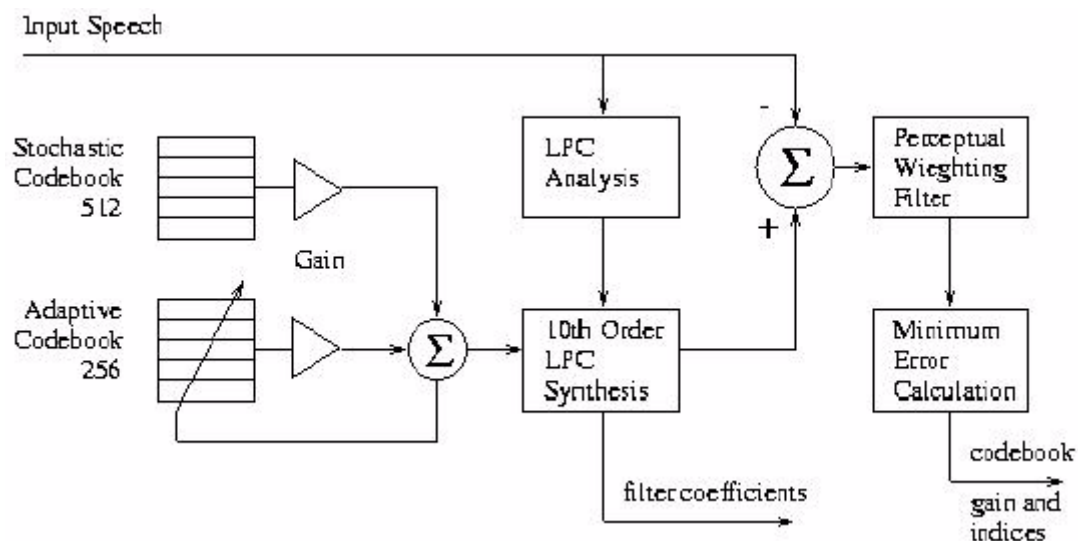 Input Speech
Stochastic
Codebook
512
Gain
Adaptive
Codebook
256
Σ
LPC
Analysis
10th Order
LPC
Synthesis
-
Σ
+
Perceptual
Wieghting
Filter
Minimum
Error
Calculation
filter coefficients
codebook
gain and
indices